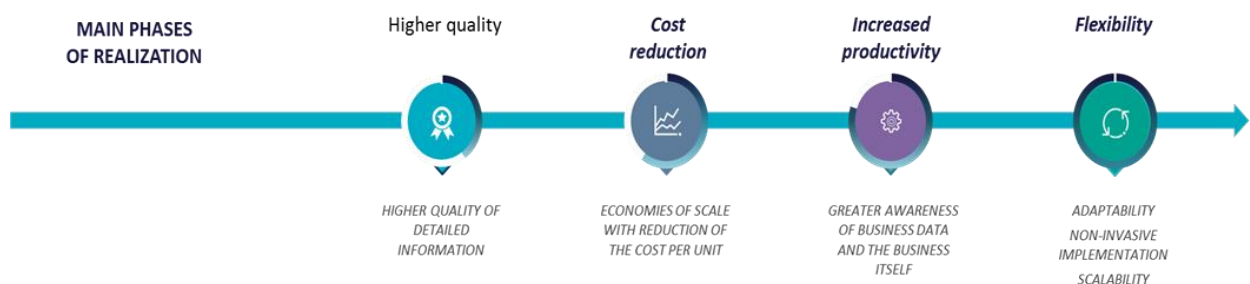 MAIN PHASES
OF REALIZATION
Higher quality
Cost
reduction
Increased
productivity
Flexibility
HIGHER QUALITY OF
DETAILED
INFORMATION
ECONOMIES OF SCALE
WITH REDUCTION OF
THE COST PER UNIT
GREATER AWARENESS
OF BUSINESS DATA
AND THE BUSINESS
ITSELF
ADAPTABILITY
NON-INVASIVE
IMPLEMENTATION
SCALABILITY